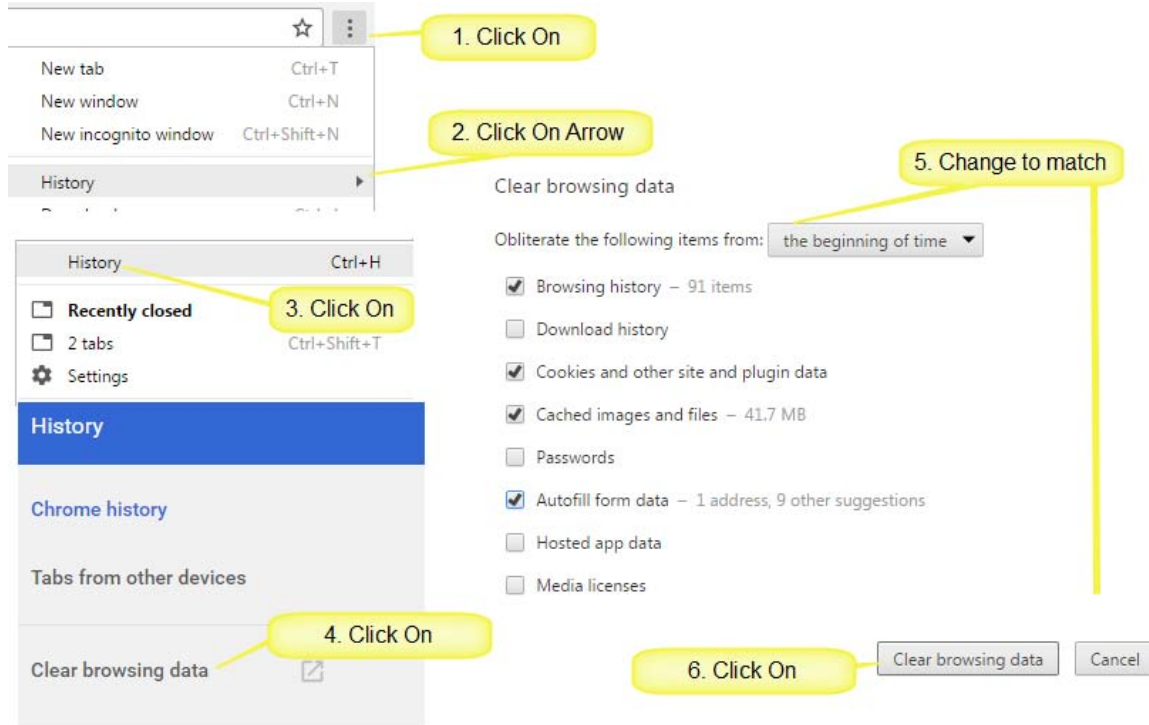 1. Click On
New tab Ctrl+T
New window Ctrl+N
New incognito window Ctrl+Shift+N
2. Click On Arrow
History
History Ctrl+H
3. Click On
Recently closed
2 tabs Ctrl+Shift+T
Settings
History
Chrome history
Tabs from other devices
4. Click On
Clear browsing data
5. Change to match
Clear browsing data
Obliterate the following items from: the beginning of time
Browsing history – 91 items
Download history
Cookies and other site and plugin data
Cached images and files – 41.7 MB
Passwords
Autofill form data – 1 address, 9 other suggestions
Hosted app data
Media licenses
6. Click On
Clear browsing data Cancel